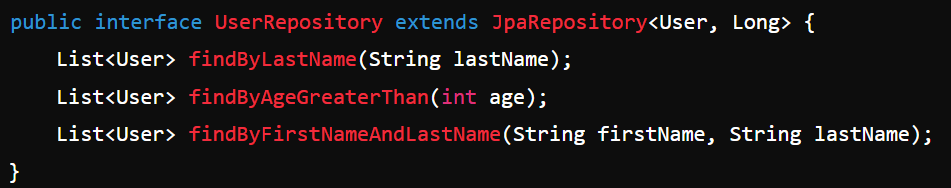 public interface UserRepository extends JpaRepository<User, Long> {
    List<User> findByLastName(String lastName);
    List<User> findByAgeGreaterThan(int age);
    List<User> findByFirstNameAndLastName(String firstName, String lastName);
}